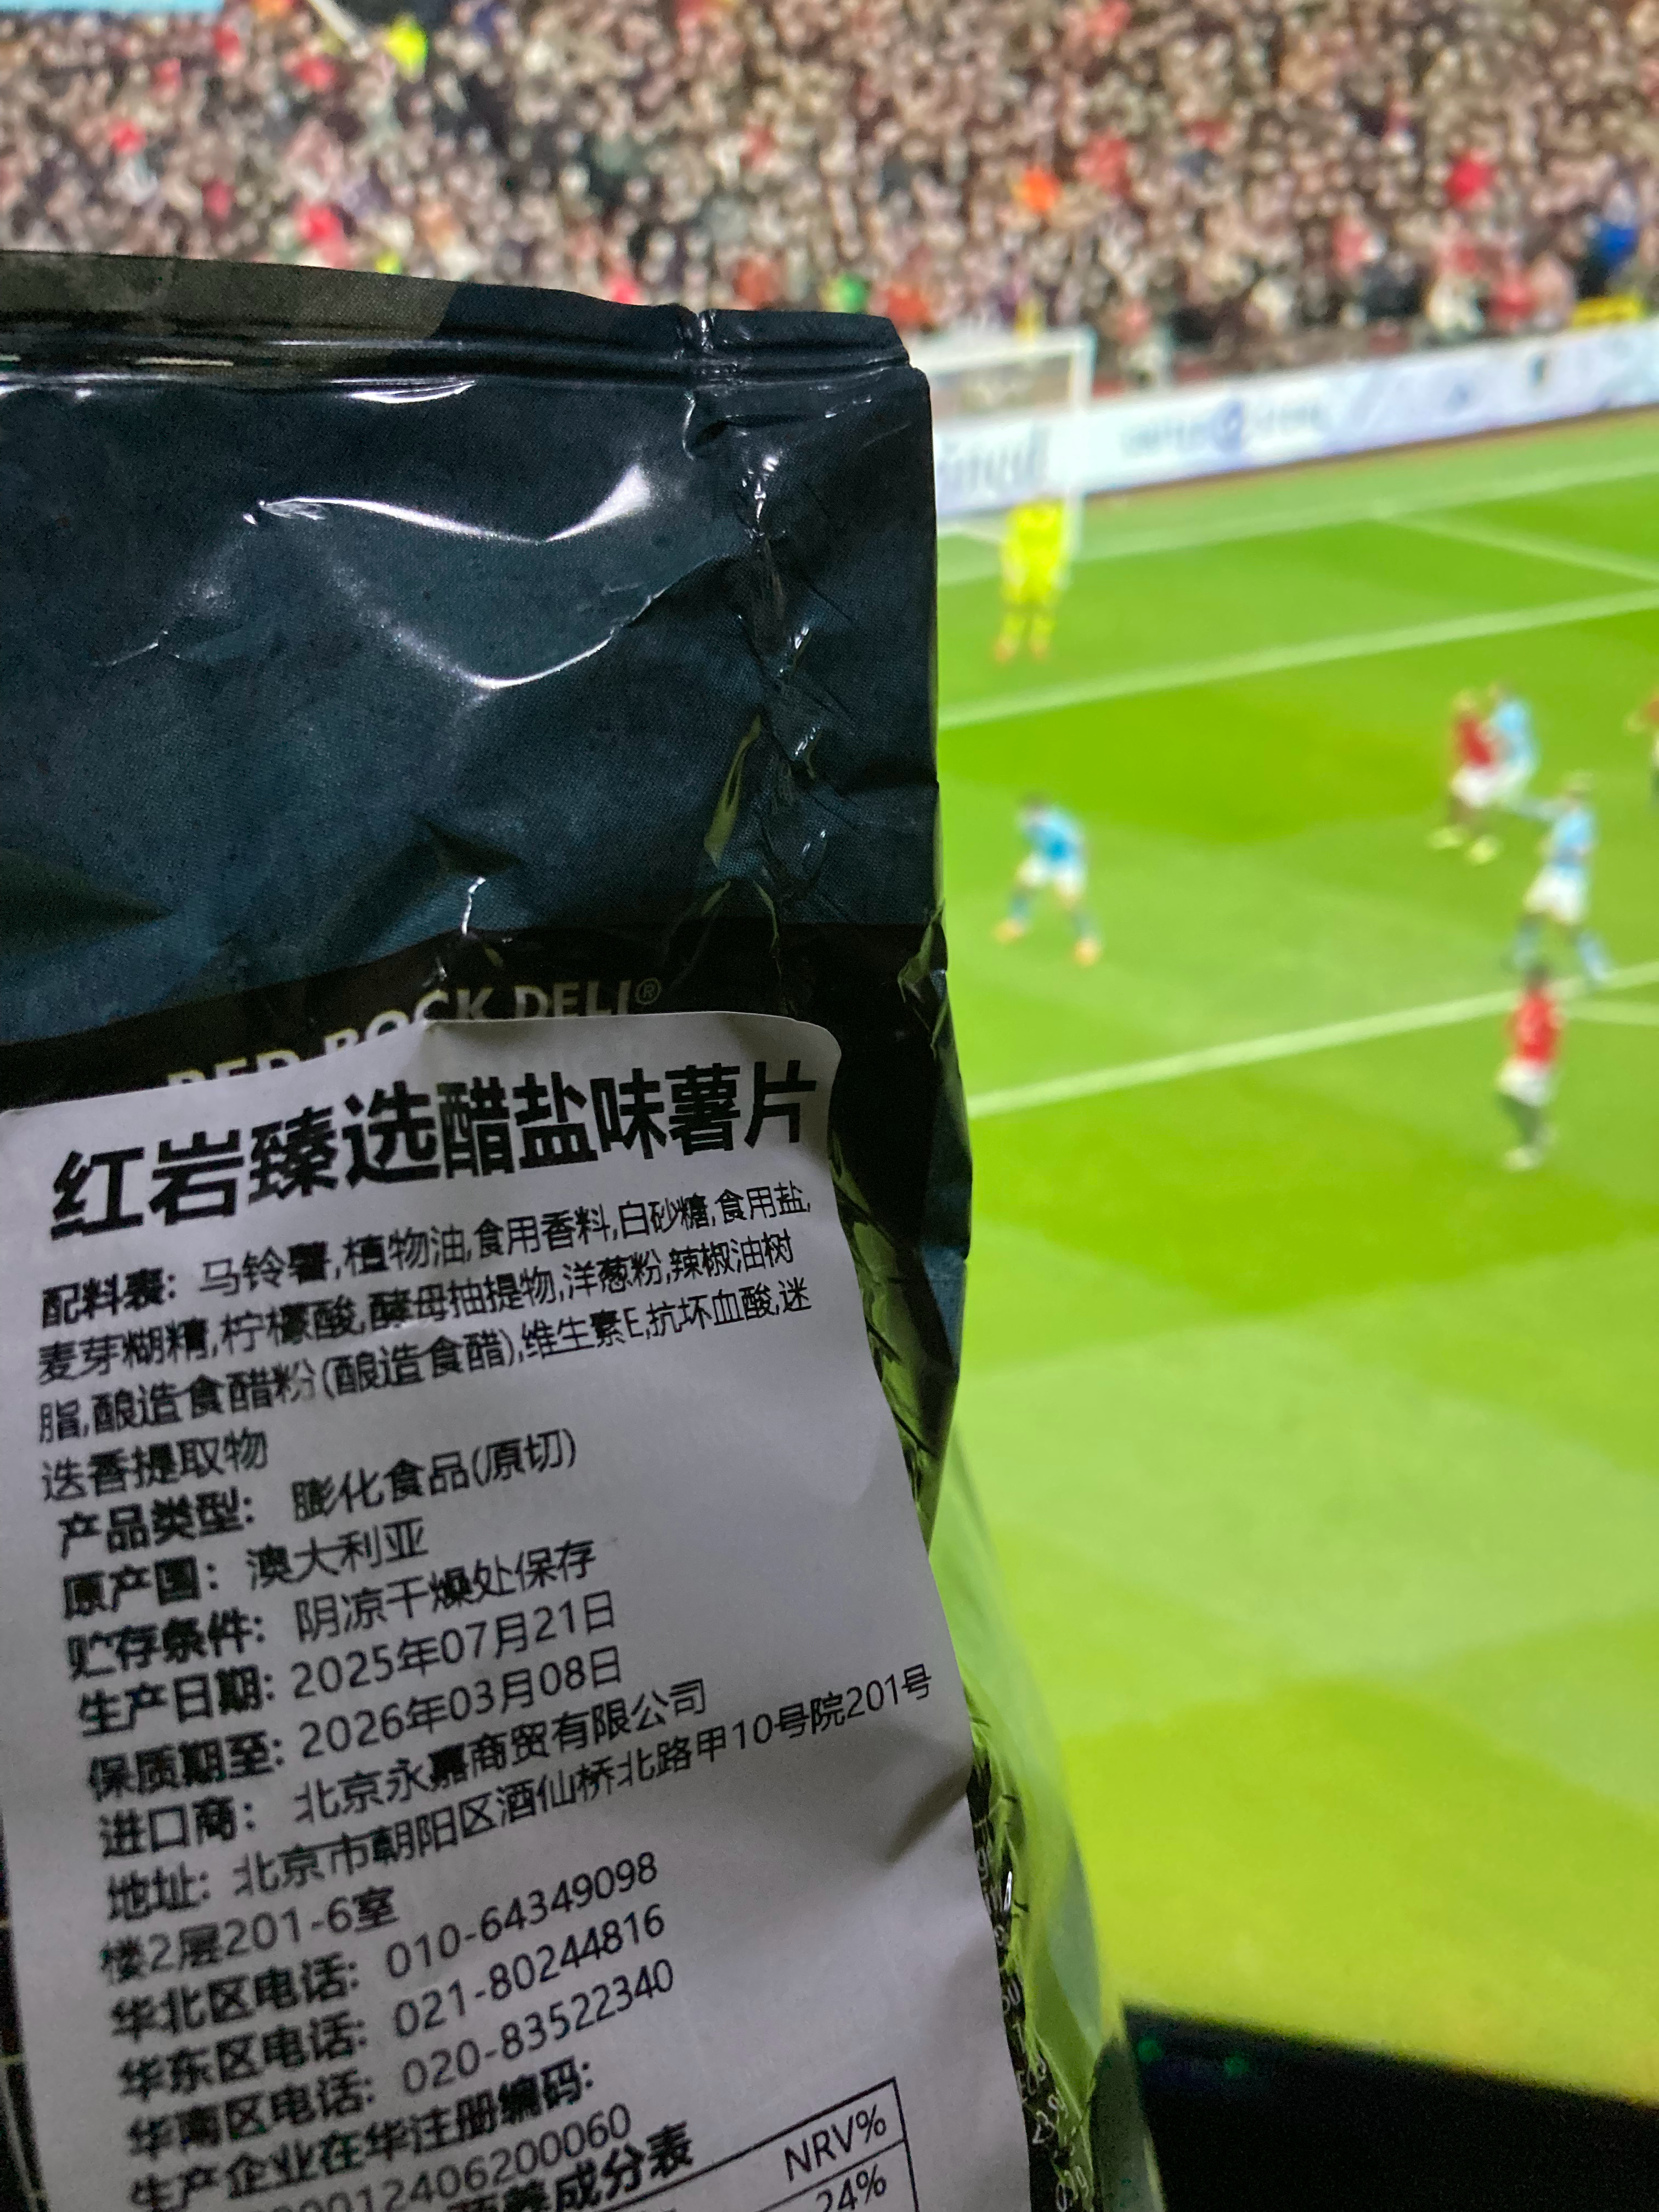 RED ROCK DELI®
红岩臻选醋盐味薯片
配料表: 马铃薯,植物油,食用香料,白砂糖,食用盐,
麦芽糊精,柠檬酸,酵母抽提物,洋葱粉,辣椒油树
脂,酿造食醋粉(酿造食醋),维生素E,抗坏血酸,迷
迭香提取物
产品类型: 膨化食品(原切)
原产国: 澳大利亚
贮存条件: 阴凉干燥处保存
生产日期: 2025年07月21日
保质期至: 2026年03月08日
进口商: 北京永嘉商贸有限公司
地址: 北京市朝阳区酒仙桥北路甲10号院201号
楼2层201-6室
华北区电话: 010-64349098
华东区电话: 021-80244816
华南区电话: 020-83522340
生产企业在华注册编码:
12406200060
养成分表
NRV%
24%